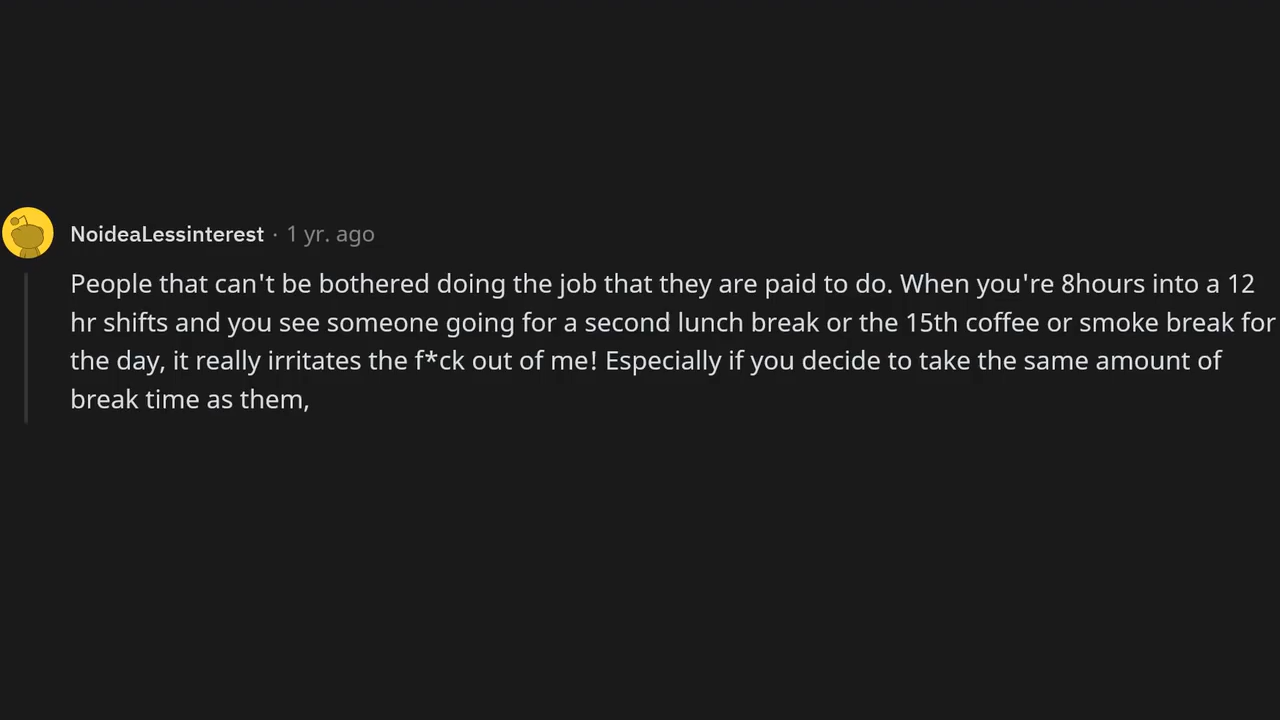 NoideaLessinterest · 1 yr. ago
People that can't be bothered doing the job that they are paid to do. When you're 8hours into a 12
hr shifts and you see someone going for a second lunch break or the 15th coffee or smoke break for
the day, it really irritates the f*ck out of me! Especially if you decide to take the same amount of
break time as them,